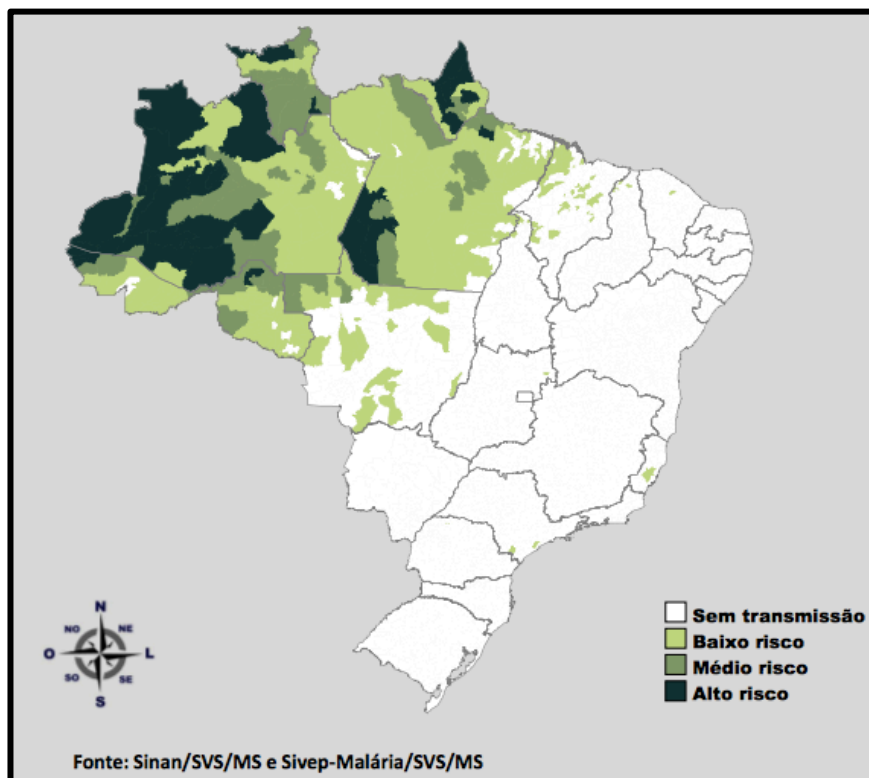 N
NO NE
O L
SO SE
S
Sem transmissão
Baixo risco
Médio risco
Alto risco
Fonte: Sinan/SVS/MS e Sivep-Malária/SVS/MS